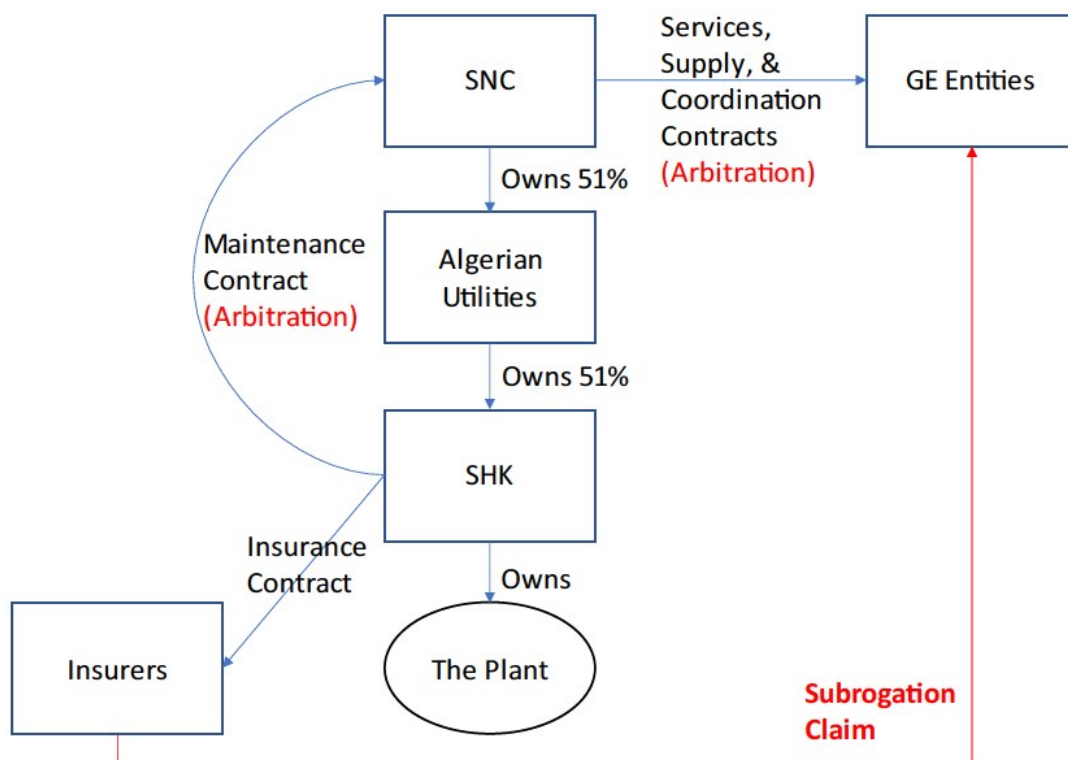 SNC
Services,
Supply, &
Coordination
Contracts
(Arbitration)
GE Entities
Owns 51%
Maintenance
Contract
(Arbitration)
Algerian
Utilities
Owns 51%
SHK
Insurance
Contract
Owns
Insurers
The Plant
Subrogation
Claim